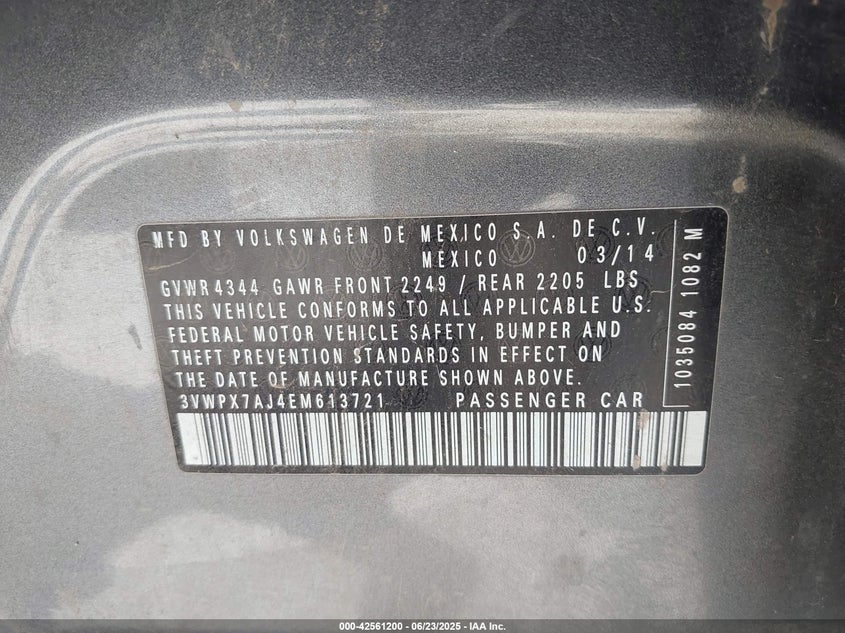 MFD BY VOLKSWAGEN DE MEXICO S.A. DE C.V.
MEXICO 03/14
GVWR 4344 GAWR FRONT 2249 / REAR 2205 LBS
THIS VEHICLE CONFORMS TO ALL APPLICABLE U.S.
FEDERAL MOTOR VEHICLE SAFETY, BUMPER AND
THEFT PREVENTION STANDARDS IN EFFECT ON
THE DATE OF MANUFACTURE SHOWN ABOVE.
3VWPX7AJ4EM613721 PASSENGER CAR
1035084 1082 M
000-42561200 - 06/23/2025 - IAA Inc.